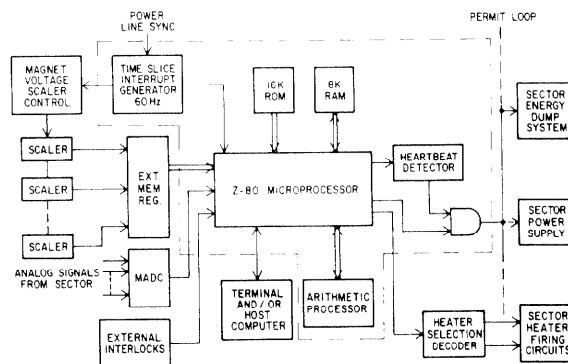 POWER
LINE SYNC
PERMIT LOOP
MAGNET
VOLTAGE
SCALER
CONTROL
TIME SLICE
INTERRUPT
GENERATOR
60 Hz
16K
ROM
8K
RAM
SECTOR
ENERGY
DUMP
SYSTEM
SCALER
SCALER
SCALER
EXT.
MEM
REG.
Z-80 MICROPROCESSOR
HEARTBEAT
DETECTOR
SECTOR
POWER
SUPPLY
ANALOG SIGNALS
FROM SECTOR
MADC
TERMINAL
AND/OR
HOST
COMPUTER
ARITHMETIC
PROCESSOR
EXTERNAL
INTERLOCKS
HEATER
SELECTION
DECODER
SECTOR
HEATER
FIRING
CIRCUITS